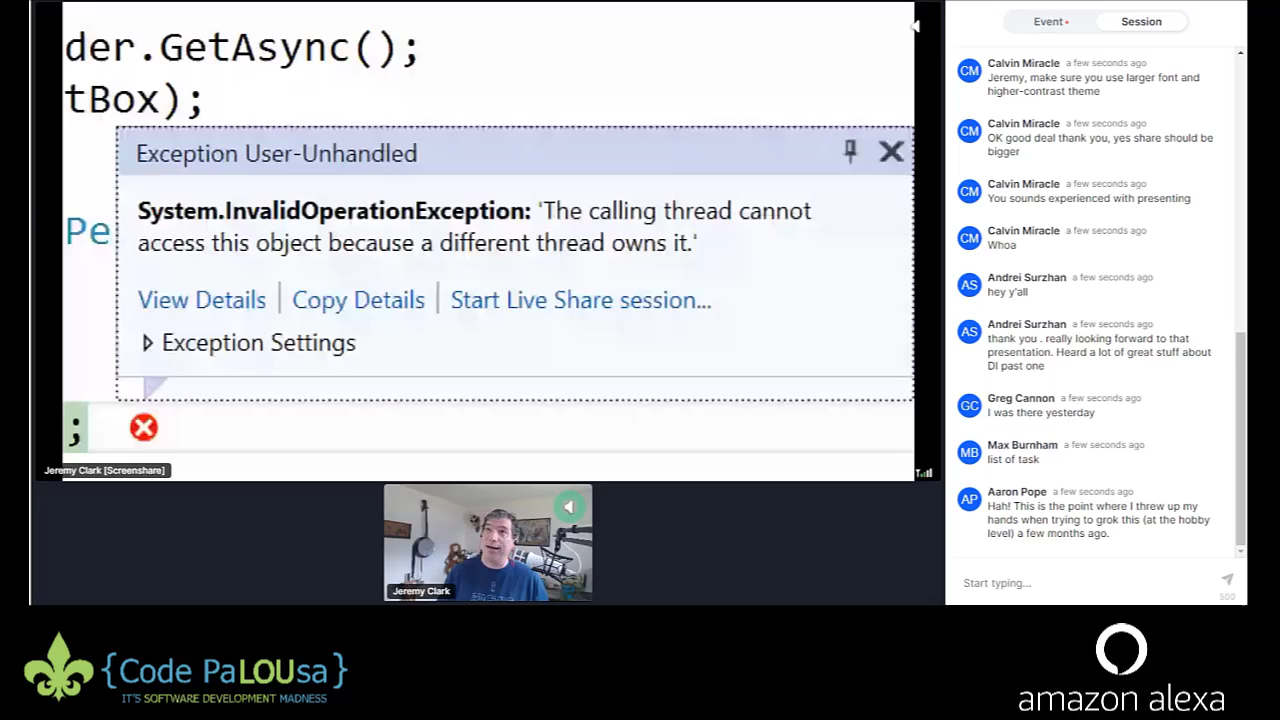 der.GetAsync();
tBox);
Exception User-Unhandled
System.InvalidOperationException: 'The calling thread cannot
access this object because a different thread owns it.'
View Details
Copy Details
Start Live Share session...
Exception Settings
Pe
;
Jeremy Clark [Screenshare]
Jeremy Clark
Event
Session
CM
Calvin Miracle a few seconds ago
Jeremy, make sure you use larger font and
higher-contrast theme
CM
Calvin Miracle a few seconds ago
OK good deal thank you, yes share should be
bigger
CM
Calvin Miracle a few seconds ago
You sounds experienced with presenting
CM
Calvin Miracle a few seconds ago
Whoa
AS
Andrei Surzhan a few seconds ago
hey y'all
AS
Andrei Surzhan a few seconds ago
thank you . really looking forward to that
presentation. Heard a lot of great stuff about
DI past one
GC
Greg Cannon a few seconds ago
I was there yesterday
MB
Max Burnham a few seconds ago
list of task
AP
Aaron Pope a few seconds ago
Hah! This is the point where I threw up my
hands when trying to grok this (at the hobby
level) a few months ago.
Start typing...
500
{Code PaLOUsa}
IT'S SOFTWARE DEVELOPMENT MADNESS
amazon alexa